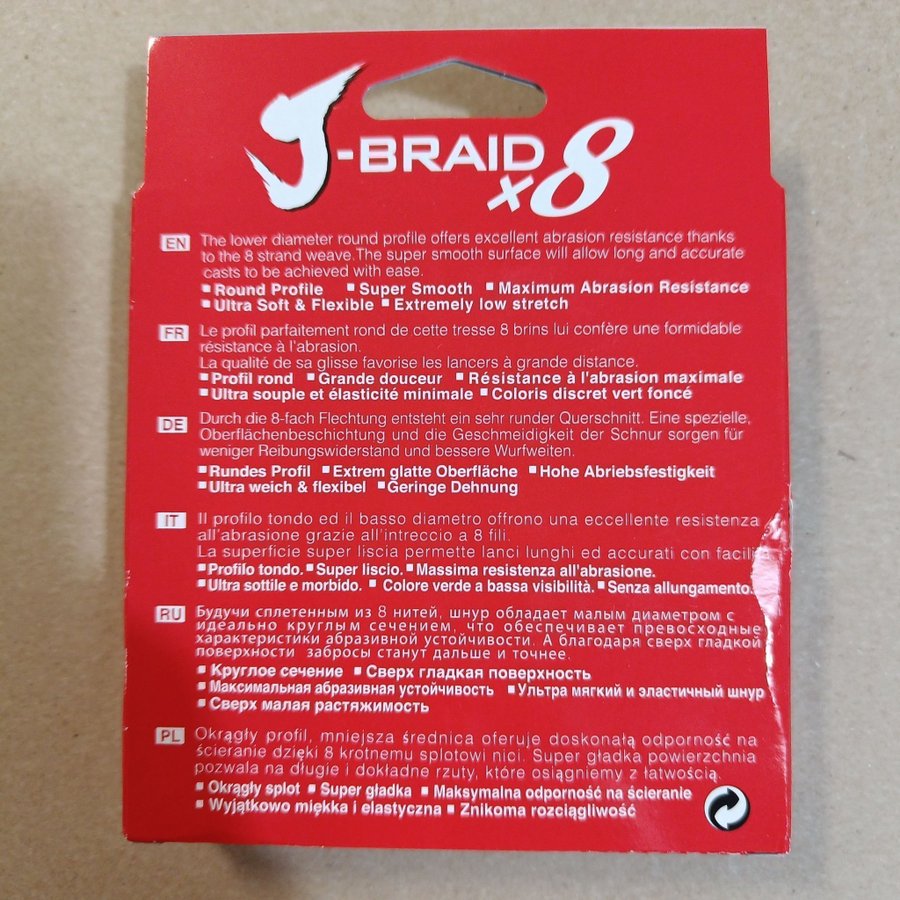 J-BRAID x8
EN The lower diameter round profile offers excellent abrasion resistance thanks
to the 8 strand weave.The super smooth surface will allow long and accurate
casts to be achieved with ease.
▪Round Profile ▪Super Smooth ▪Maximum Abrasion Resistance
▪Ultra Soft & Flexible ▪Extremely low stretch
FR Le profil parfaitement rond de cette tresse 8 brins lui confère une formidable
résistance à l'abrasion.
La qualité de sa glisse favorise les lancers à grande distance.
▪Profil rond ▪Grande douceur ▪Résistance à l'abrasion maximale
▪Ultra souple et élasticité minimale ▪Coloris discret vert foncé
DE Durch die 8-fach Flechtung entsteht ein sehr runder Querschnitt. Eine spezielle,
Oberflächenbeschichtung und die Geschmeidigkeit der Schnur sorgen für
weniger Reibungswiderstand und bessere Wurfweiten.
▪Rundes Profil ▪Extrem glatte Oberfläche ▪Hohe Abriebsfestigkeit
▪Ultra weich & flexibel ▪Geringe Dehnung
IT Il profilo tondo ed il basso diametro offrono una eccellente resistenza
all'abrasione grazie all'intreccio a 8 fili.
La superficie super liscia permette lanci lunghi ed accurati con facili
▪Profilo tondo. ▪Super liscio. ▪Massima resistenza all'abrasione.
▪Ultra sottile e morbido. ▪ Colore verde a bassa visibilità. ▪Senza allungamento.
RU Будучи сплетенным из 8 нитей, шнур обладает малым диаметром с
идеально круглым сечением, что обеспечивает превосходные
характеристики абразивной устойчивости. А благодаря сверх гладкой
поверхности забросы станут дальше и точнее.
▪Круглое сечение ▪Сверх гладкая поверхность
▪Максимальная абразивная устойчивость ▪Ультра мягкий и эластичный шнур
▪Сверх малая растяжимость
PL Okrągły profil, mniejsza średnica oferuje doskonałą odporność na
ścieranie dzięki 8 krotnemu splotowi nici. Super gładka powierzchnia
pozwala na długie i dokładne rzuty, które osiągniemy z łatwością.
▪Okrągły splot ▪Super gładka ▪Maksymalna odporność na ścieranie
▪Wyjątkowo miękka i elastyczna ▪Znikoma rozciągliwość